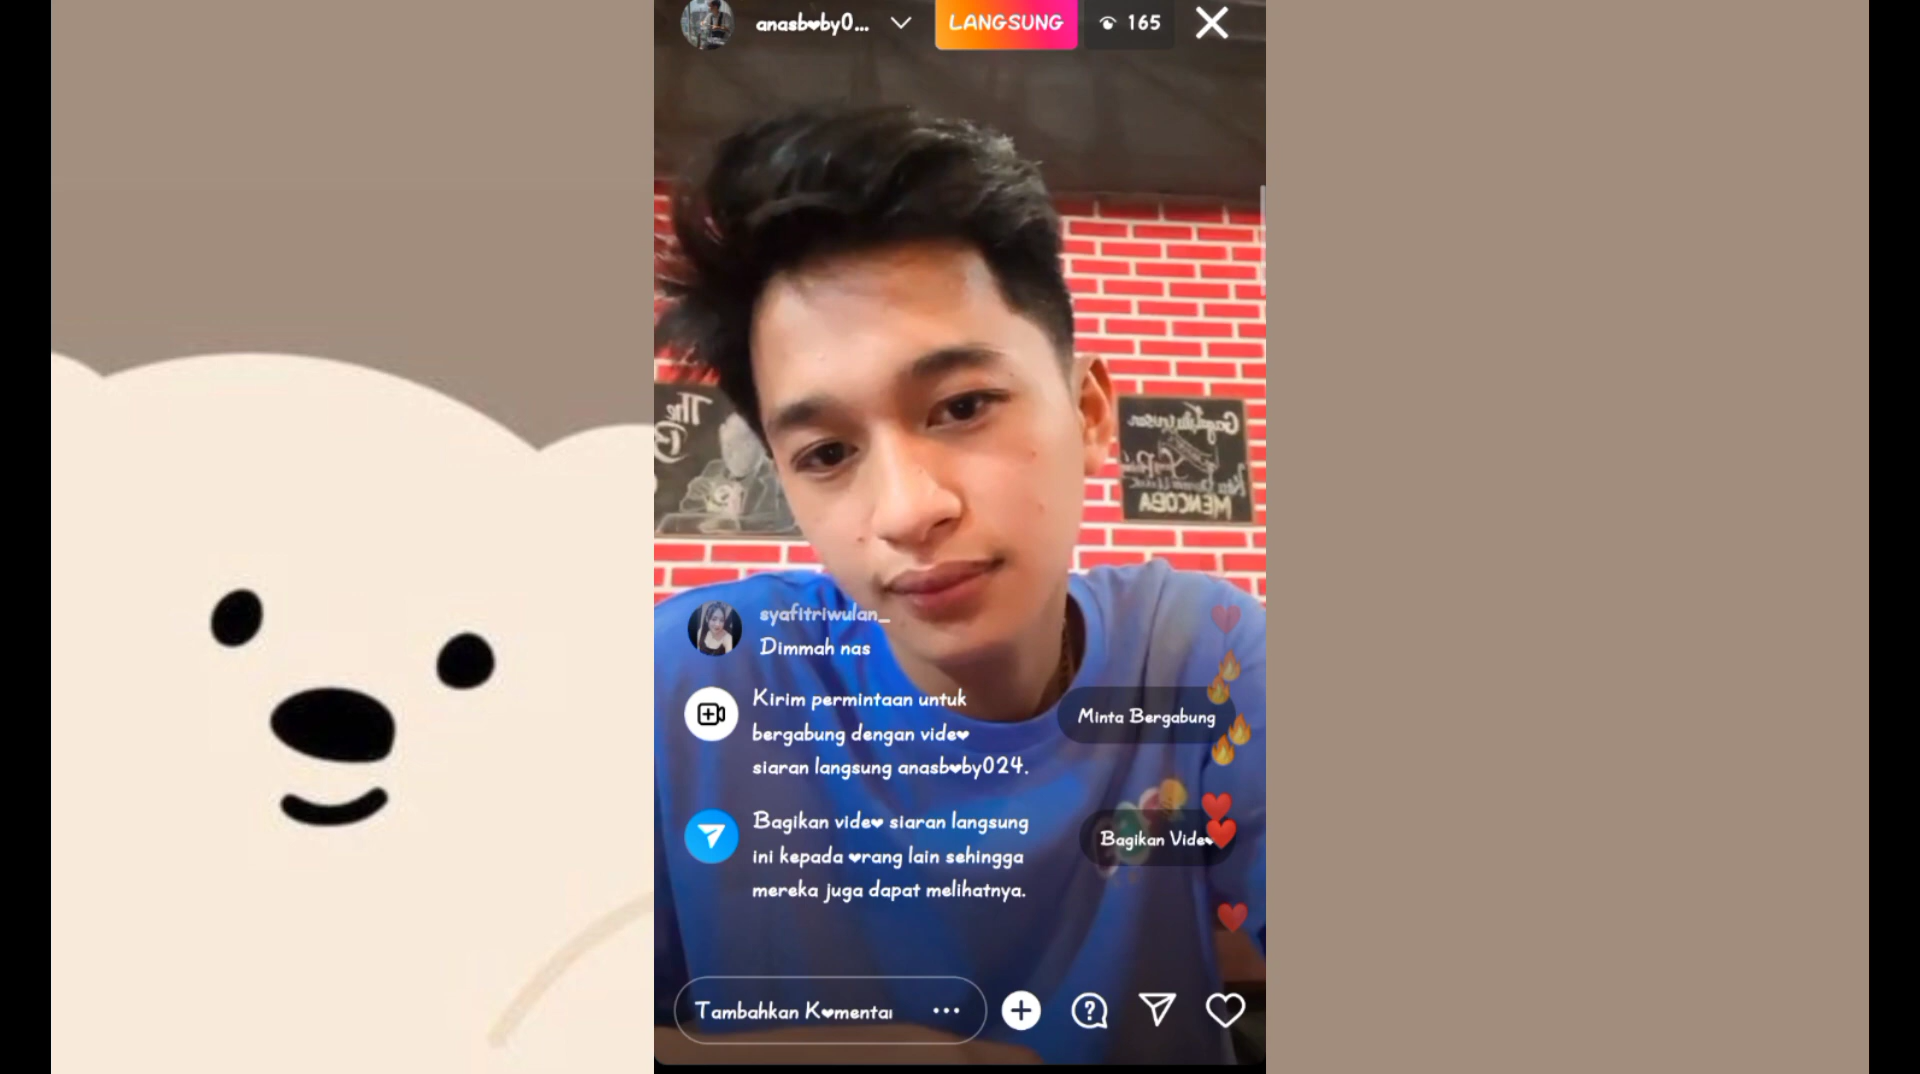 anasb❤by0...
LANGSUNG
165
The
MENCOBA
syafitriwulan_
Dimmah nas
Kirim permintaan untuk
bergabung dengan vide❤
siaran langsung anasb❤by024.
Minta Bergabung
Bagikan vide❤ siaran langsung
ini kepada ❤rang lain sehingga
mereka juga dapat melihatnya.
Bagikan Vide❤
Tambahkan K❤mentar